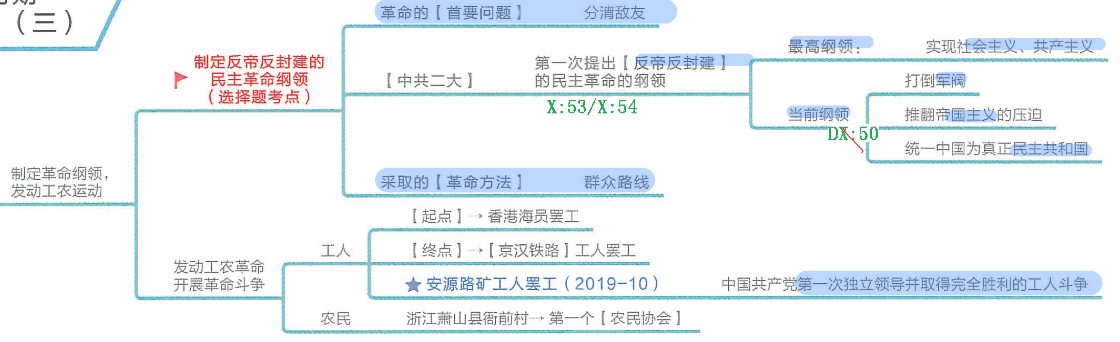 （三）
革命的【首要问题】 分清敌友
制定反帝反封建的
民主革命纲领
（选择题考点）
【中共二大】
第一次提出【反帝反封建】
的民主革命的纲领
X:53/X:54
最高纲领：
实现社会主义、共产主义
当前纲领
DX:50
打倒军阀
推翻帝国主义的压迫
统一中国为真正民主共和国
采取的【革命方法】 群众路线
制定革命纲领，
发动工农运动
发动工农革命
开展革命斗争
工人
【起点】→香港海员罢工
【终点】→【京汉铁路】工人罢工
★安源路矿工人罢工（2019-10）
中国共产党第一次独立领导并取得完全胜利的工人斗争
农民
浙江萧山县衙前村→第一个【农民协会】